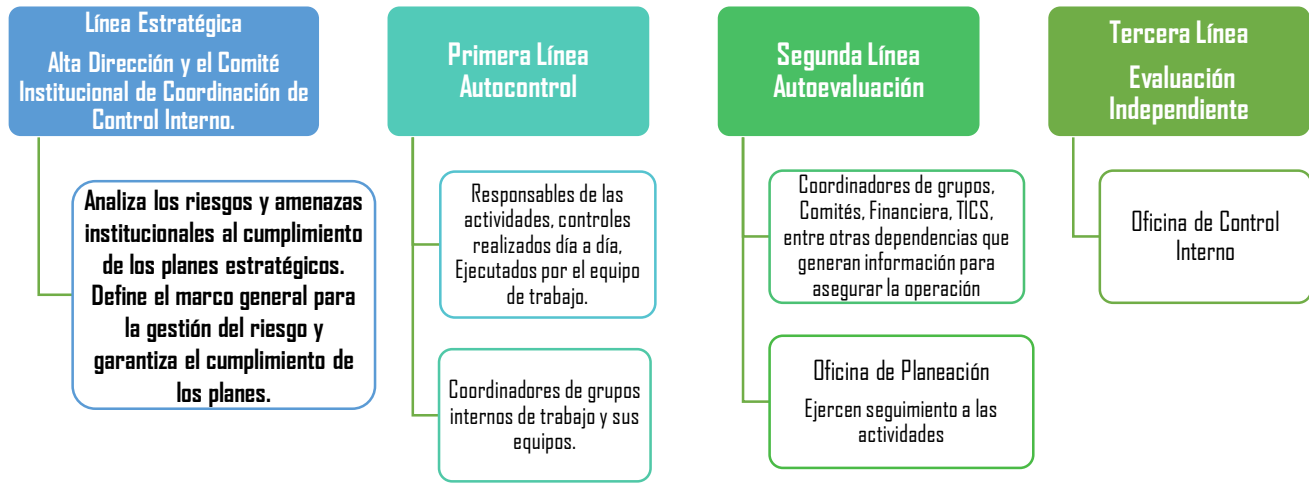 Línea Estratégica
Alta Dirección y el Comité
Institucional de Coordinación de
Control Interno.
Analiza los riesgos y amenazas
institucionales al cumplimiento
de los planes estratégicos.
Define el marco general para
la gestión del riesgo y
garantiza el cumplimiento de
los planes.
Primera Línea
Autocontrol
Responsables de las
actividades, controles
realizados día a día,
Ejecutados por el equipo
de trabajo.
Coordinadores de grupos
internos de trabajo y sus
equipos.
Segunda Línea
Autoevaluación
Coordinadores de grupos,
Comités, Financiera, TICS,
entre otras dependencias que
generan información para
asegurar la operación
Oficina de Planeación
Ejercen seguimiento a las
actividades
Tercera Línea
Evaluación
Independiente
Oficina de Control
Interno